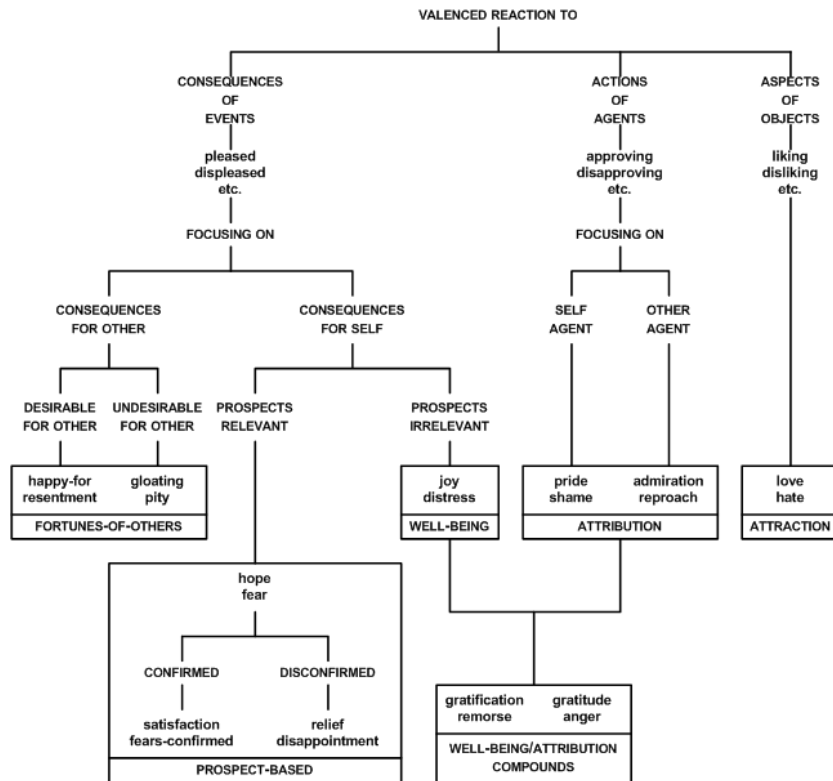 VALENCED REACTION TO
CONSEQUENCES
OF
EVENTS
pleased
displeased
etc.
FOCUSING ON
ACTIONS
OF
AGENTS
approving
disapproving
etc.
FOCUSING ON
ASPECTS
OF
OBJECTS
liking
disliking
etc.
CONSEQUENCES
FOR OTHER
CONSEQUENCES
FOR SELF
SELF
AGENT
OTHER
AGENT
DESIRABLE
FOR OTHER
UNDESIRABLE
FOR OTHER
PROSPECTS
RELEVANT
PROSPECTS
IRRELEVANT
happy-for
resentment
gloating
pity
FORTUNES-OF-OTHERS
joy
distress
WELL-BEING
pride
shame
admiration
reproach
ATTRIBUTION
love
hate
ATTRACTION
hope
fear
CONFIRMED
DISCONFIRMED
satisfaction
fears-confirmed
relief
disappointment
PROSPECT-BASED
gratification
remorse
gratitude
anger
WELL-BEING/ATTRIBUTION
COMPOUNDS